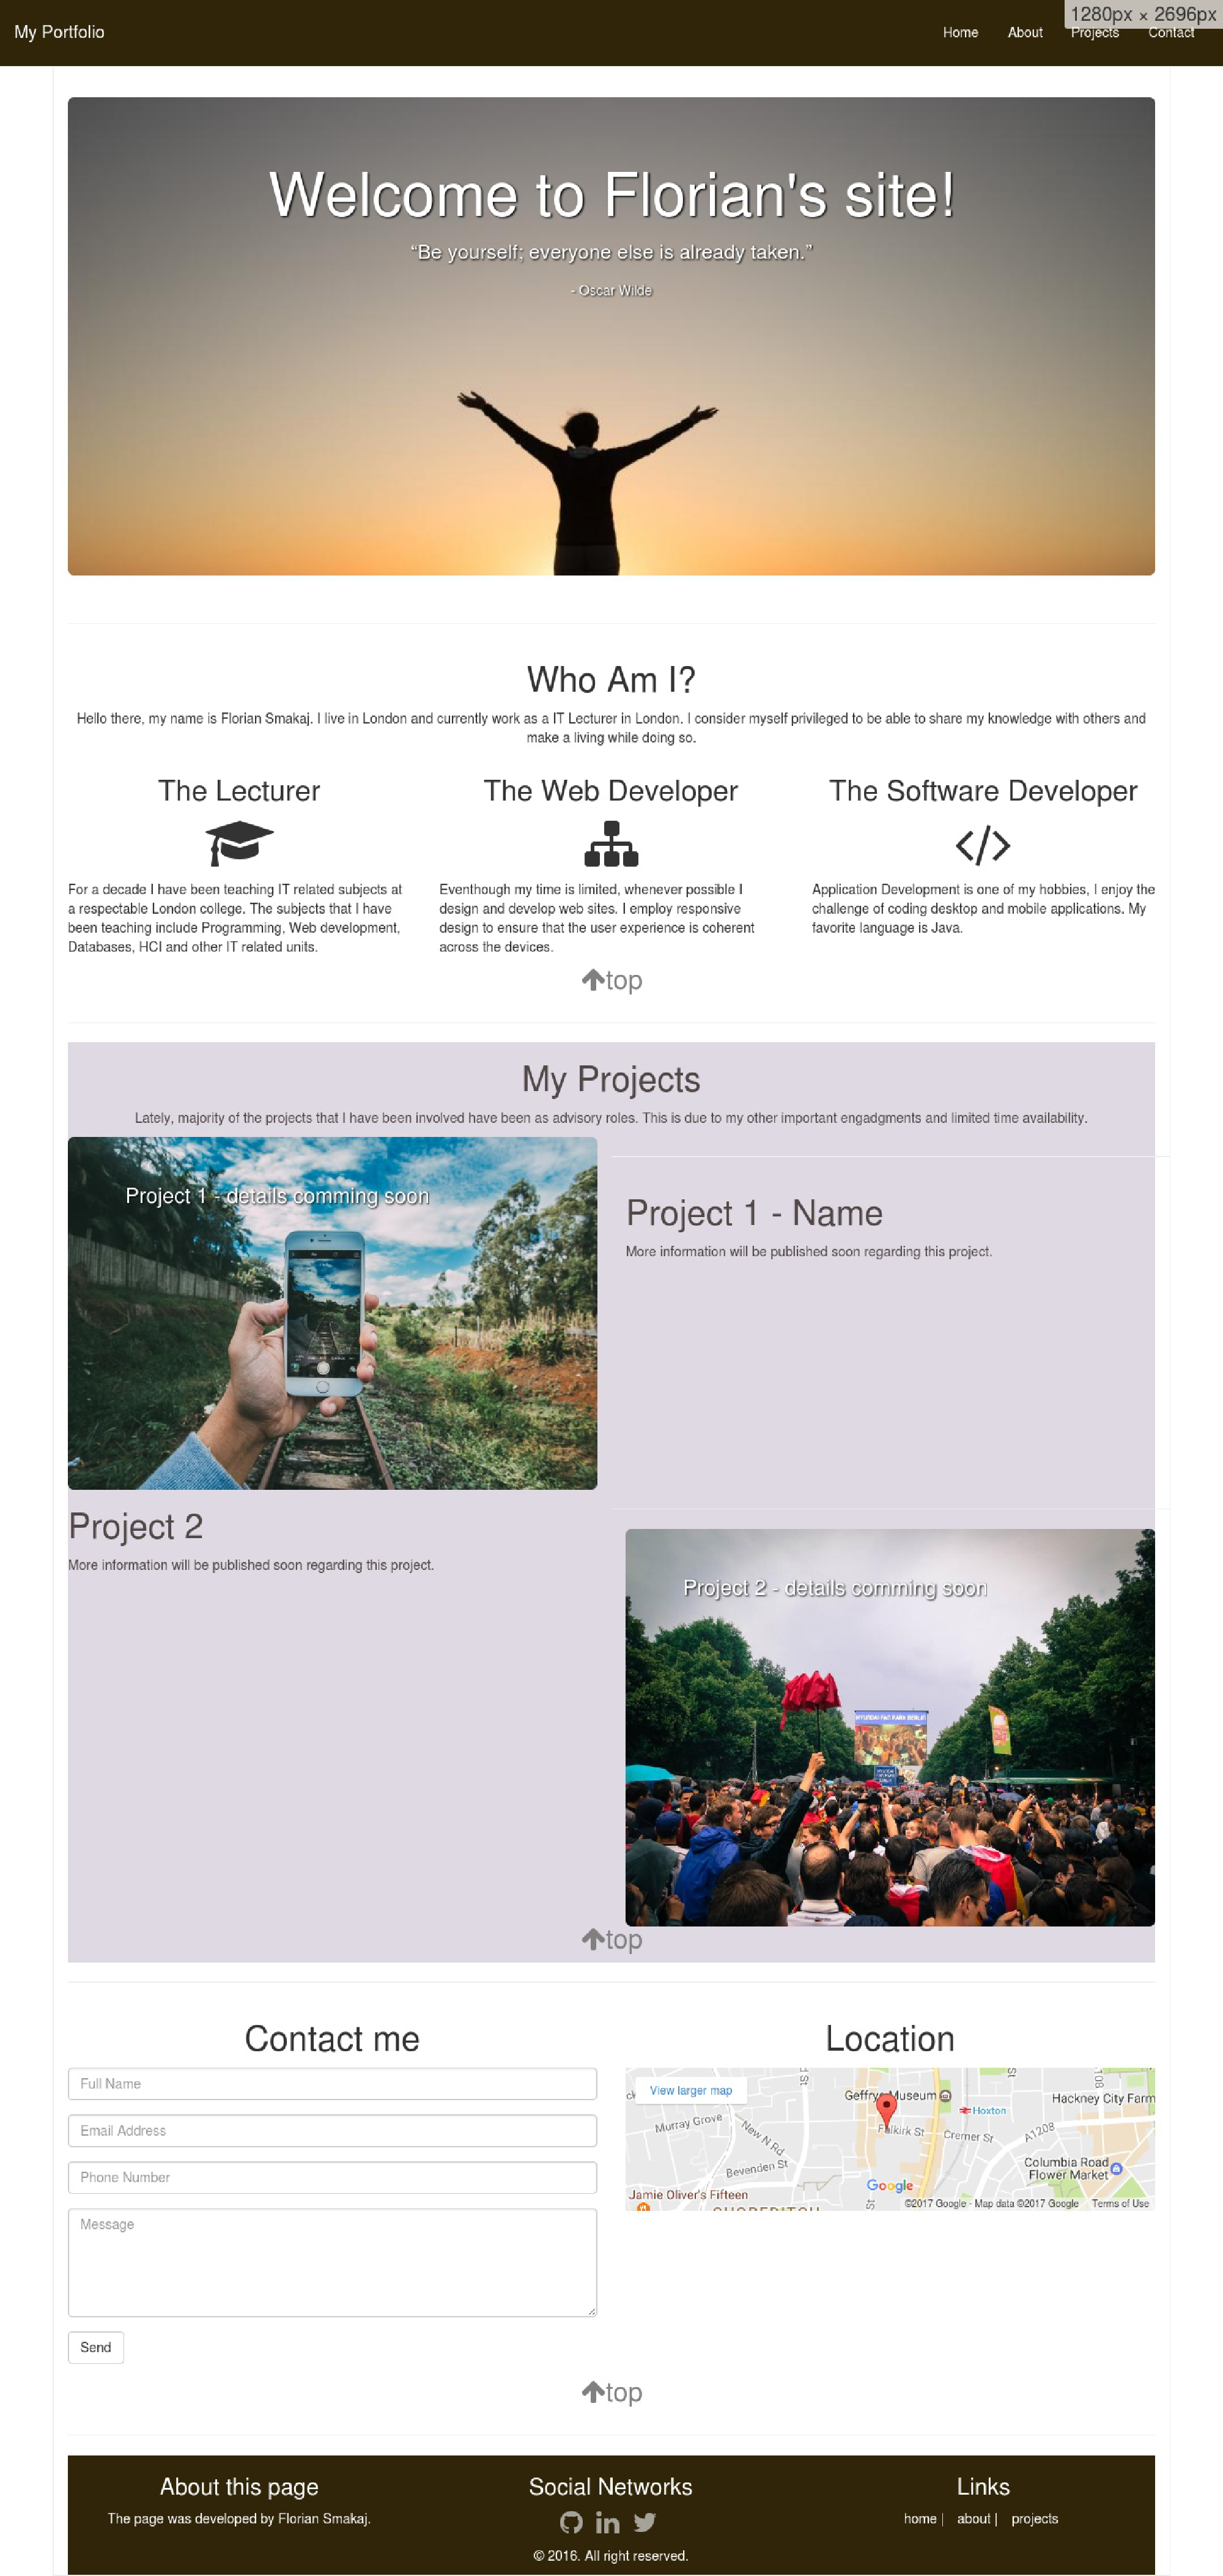 My Portfolio
Home About Projects Contact
1280px × 2696px
Welcome to Florian's site!
“Be yourself; everyone else is already taken.”
- Oscar Wilde
Who Am I?
Hello there, my name is Florian Smakaj. I live in London and currently work as a IT Lecturer in London. I consider myself privileged to be able to share my knowledge with others and
make a living while doing so.
The Lecturer
For a decade I have been teaching IT related subjects at
a respectable London college. The subjects that I have
been teaching include Programming, Web development,
Databases, HCI and other IT related units.
The Web Developer
Eventhough my time is limited, whenever possible I
design and develop web sites. I employ responsive
design to ensure that the user experience is coherent
across the devices.
The Software Developer
Application Development is one of my hobbies, I enjoy the
challenge of coding desktop and mobile applications. My
favorite language is Java.
top
My Projects
Lately, majority of the projects that I have been involved have been as advisory roles. This is due to my other important engadgments and limited time availability.
Project 1 - details comming soon
Project 1 - Name
More information will be published soon regarding this project.
Project 2
More information will be published soon regarding this project.
Project 2 - details comming soon
HYUNDAI FAN PARK BERLIN
top
Contact me
Full Name
Email Address
Phone Number
Message
Send
Location
View larger map
Geffrye Museum
Hackney City Farm
Hoxton
Murray Grove
New N Rd
Falkirk St
Cremer St
A1208
Bevenden St
Columbia Road
Flower Market
Google
Jamie Oliver's Fifteen
SHOREDITCH
©2017 Google - Map data ©2017 Google Terms of Use
top
About this page
The page was developed by Florian Smakaj.
Social Networks
© 2016. All right reserved.
Links
home | about | projects